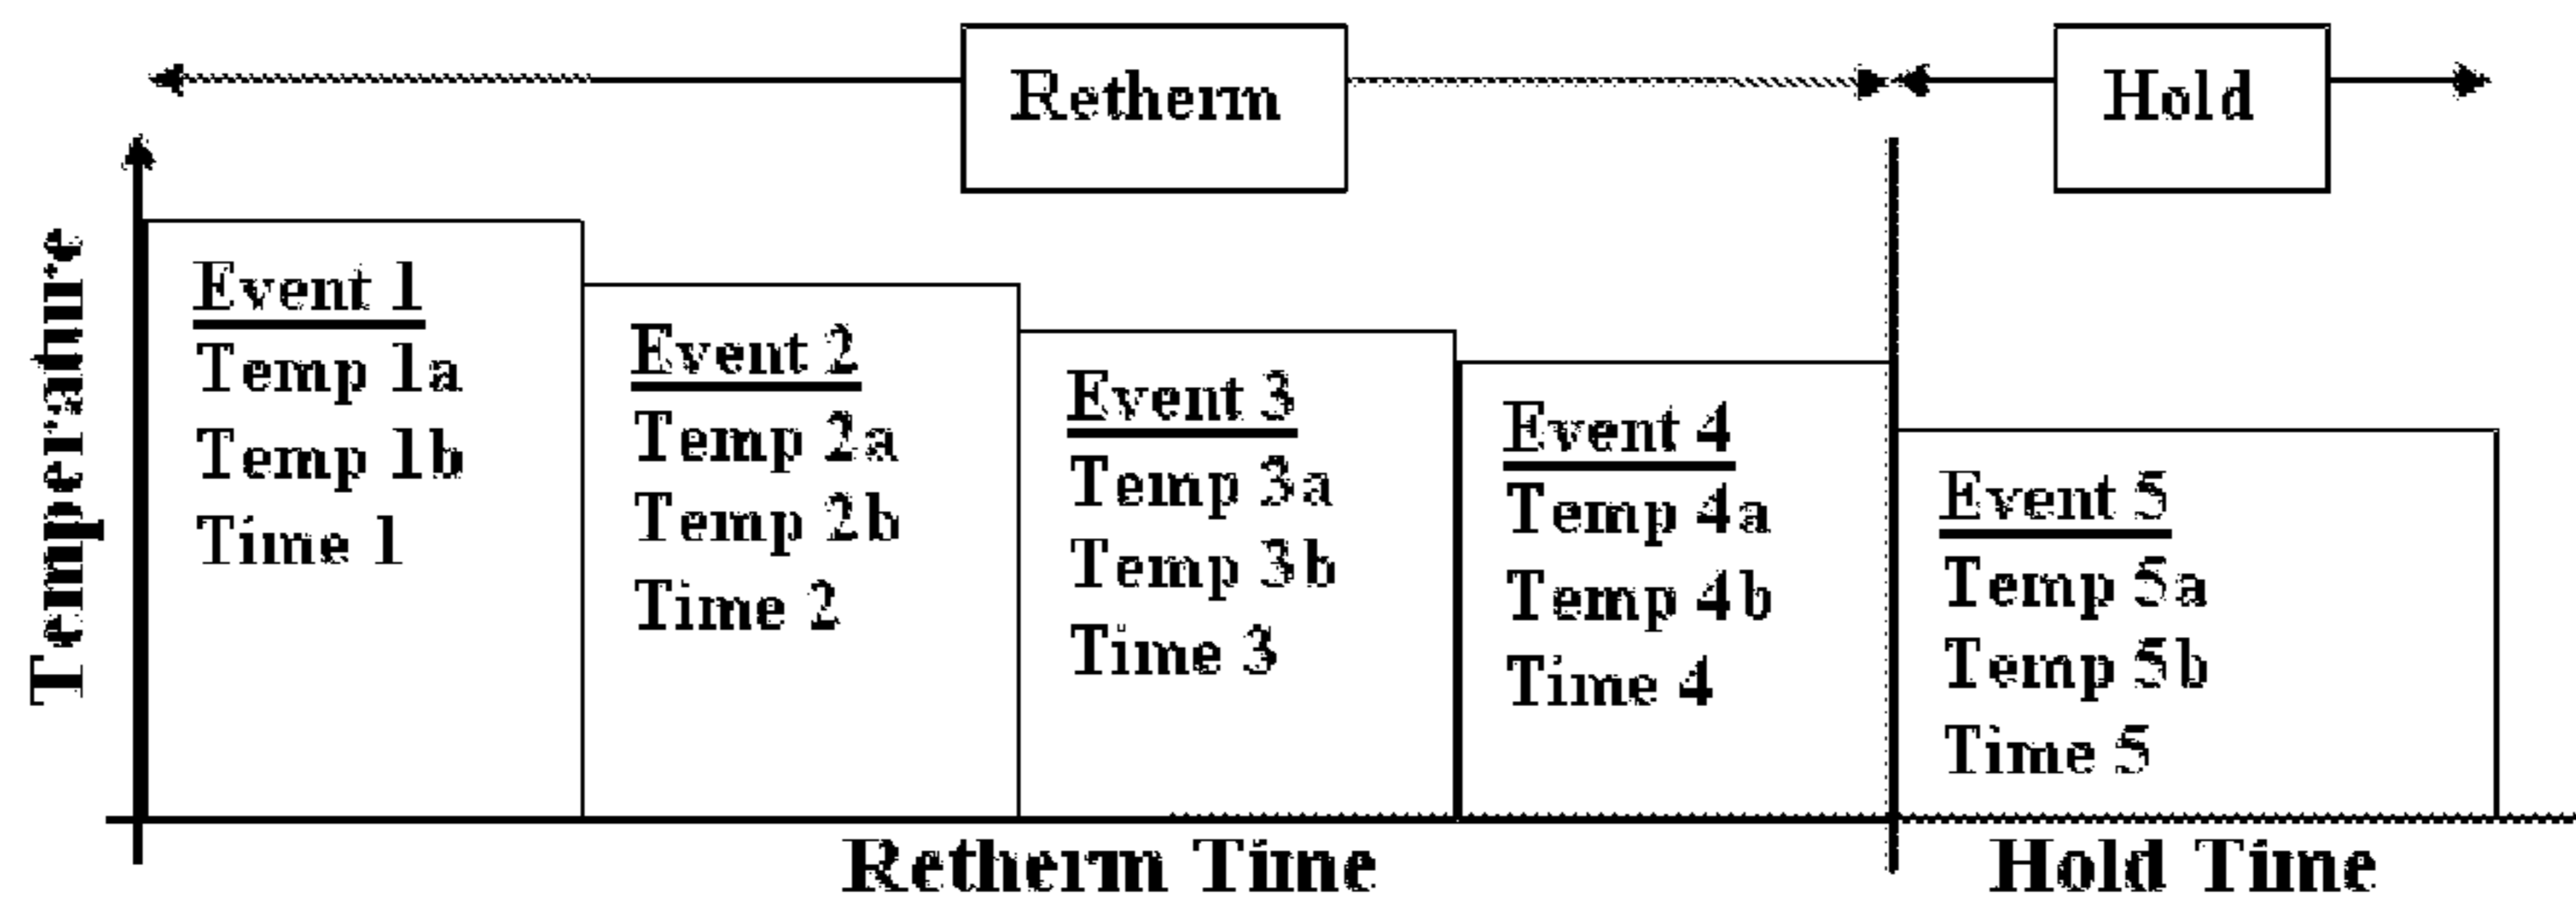 Retherm
Hold
Temperature
Event 1
Temp 1a
Temp 1b
Time 1
Event 2
Temp 2a
Temp 2b
Time 2
Event 3
Temp 3a
Temp 3b
Time 3
Event 4
Temp 4a
Temp 4b
Time 4
Event 5
Temp 5a
Temp 5b
Time 5
Retherm Time
Hold Time